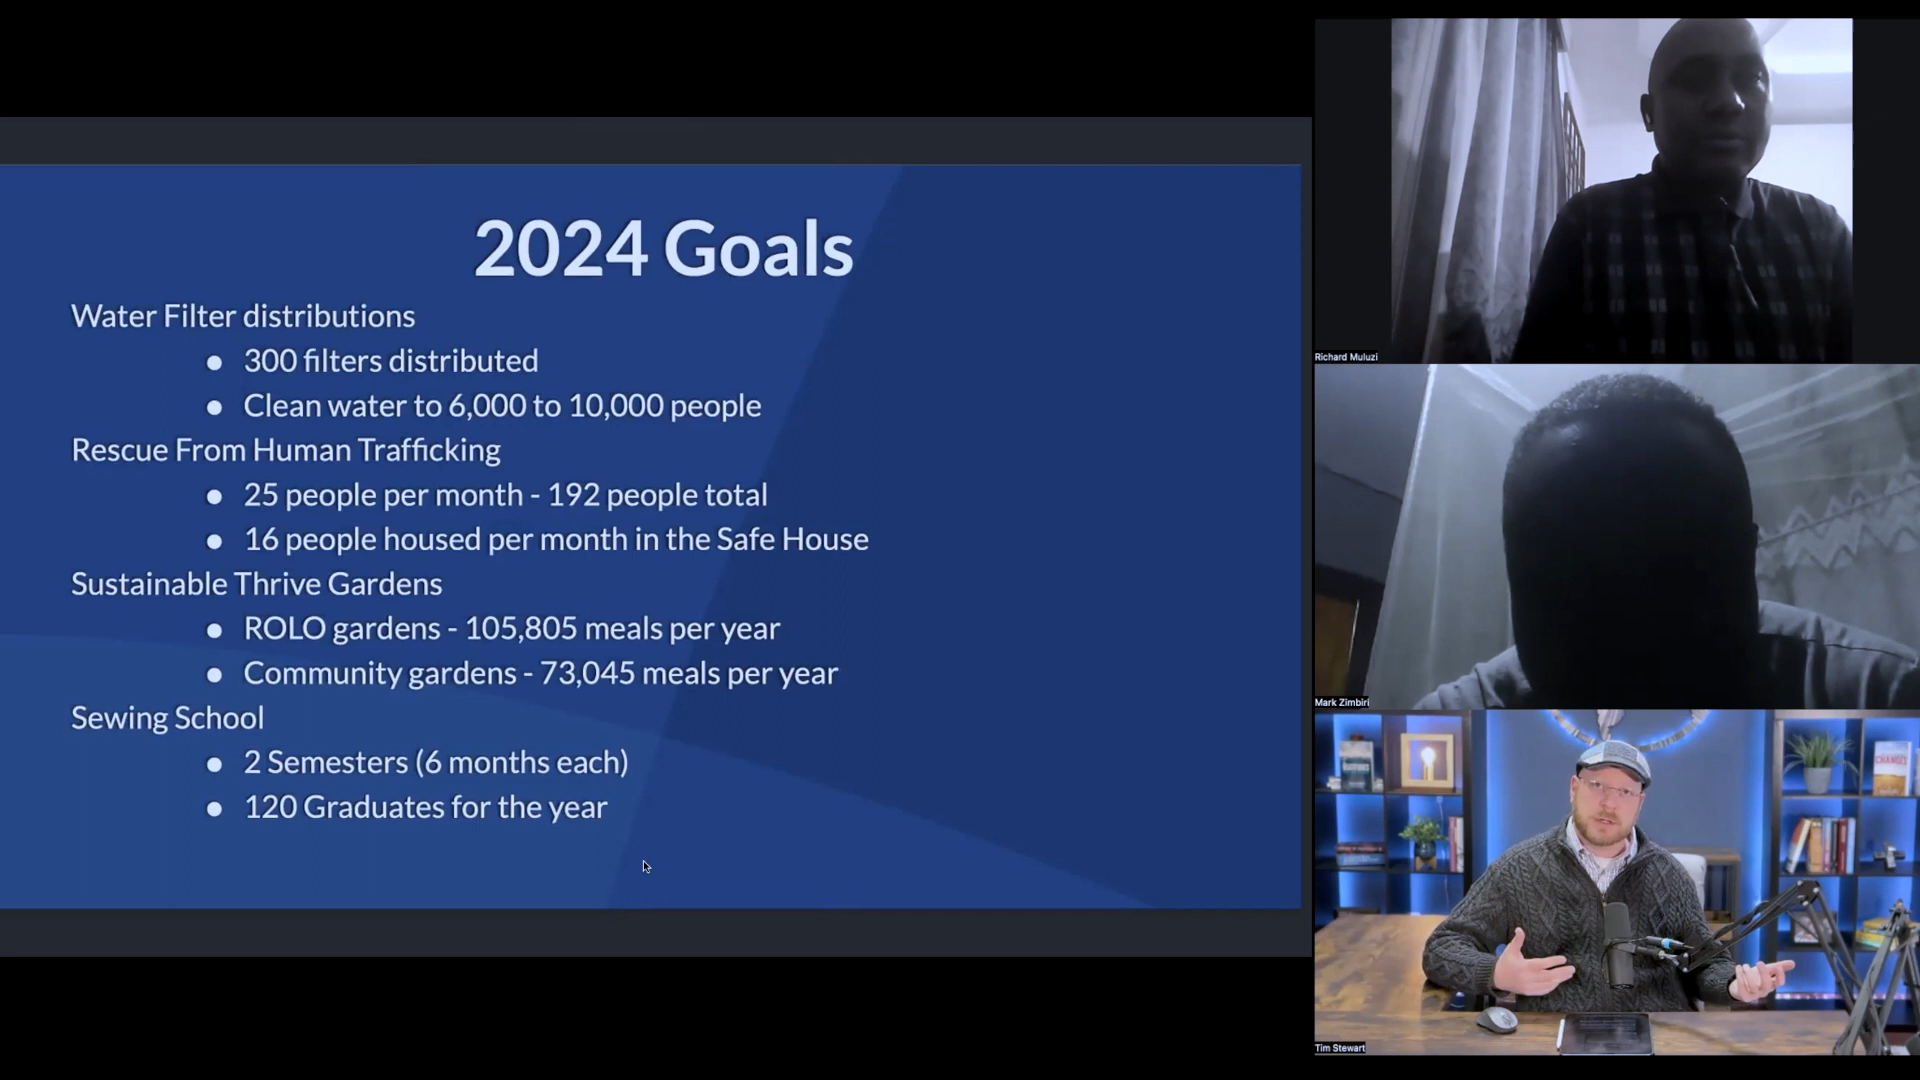 2024 Goals
Water Filter distributions
● 300 filters distributed
● Clean water to 6,000 to 10,000 people
Rescue From Human Trafficking
● 25 people per month - 192 people total
● 16 people housed per month in the Safe House
Sustainable Thrive Gardens
● ROLO gardens - 105,805 meals per year
● Community gardens - 73,045 meals per year
Sewing School
● 2 Semesters (6 months each)
● 120 Graduates for the year
Richard Muluzi
Mark Zimbiri
CHANGES
Tim Stewart